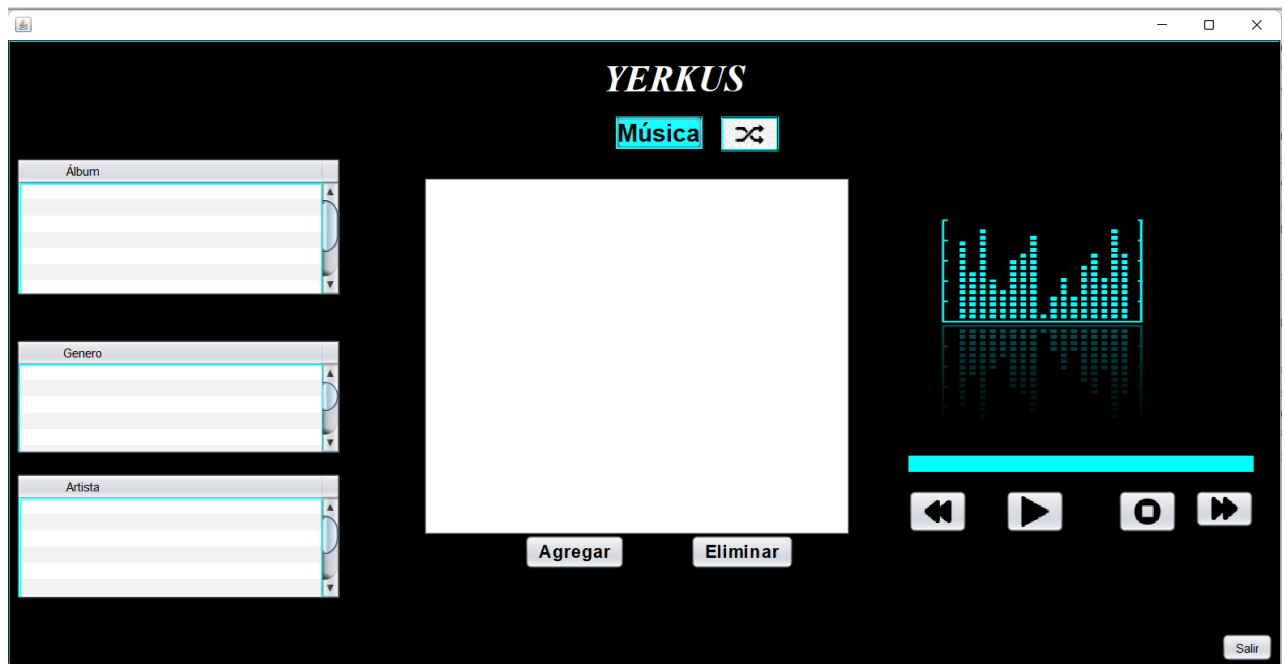 YERKUS
Música
Álbum
Genero
Artista
Agregar
Eliminar
Salir